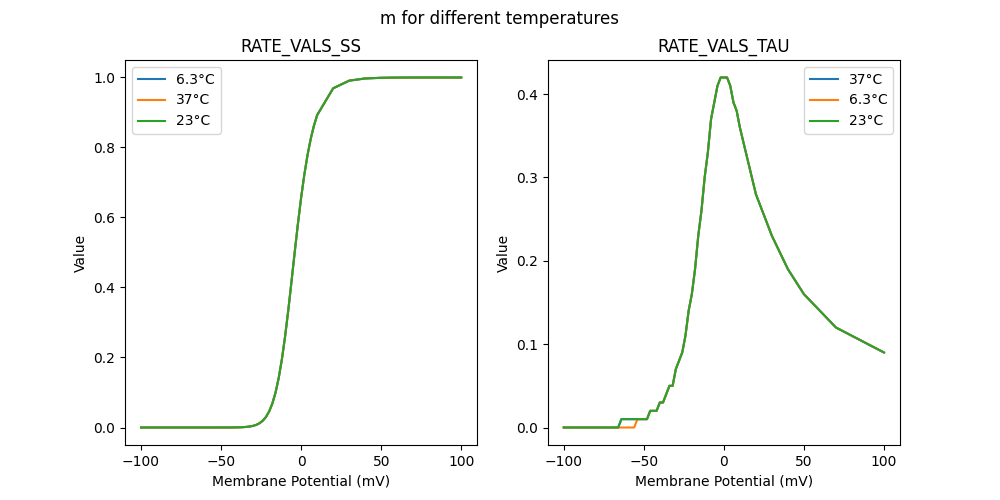 m for different temperatures
RATE_VALS_SS
1.0
0.8
0.6
0.4
0.2
0.0
Value
6.3°C
37°C
23°C
−100
−50
0
50
100
Membrane Potential (mV)
RATE_VALS_TAU
0.4
0.3
0.2
0.1
0.0
Value
37°C
6.3°C
23°C
−100
−50
0
50
100
Membrane Potential (mV)